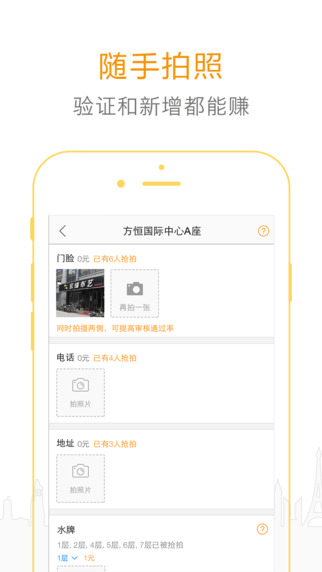 随手拍照
验证和新增都能赚
方恒国际中心A座
门脸 0元 已有6人抢拍
再拍一张
同时拍摄两侧，可提高审核通过率
电话 0元 已有4人抢拍
拍照片
地址 0元 已有3人抢拍
拍照片
水牌
1层, 2层, 4层, 5层, 6层, 7层已被抢拍
1层 1元